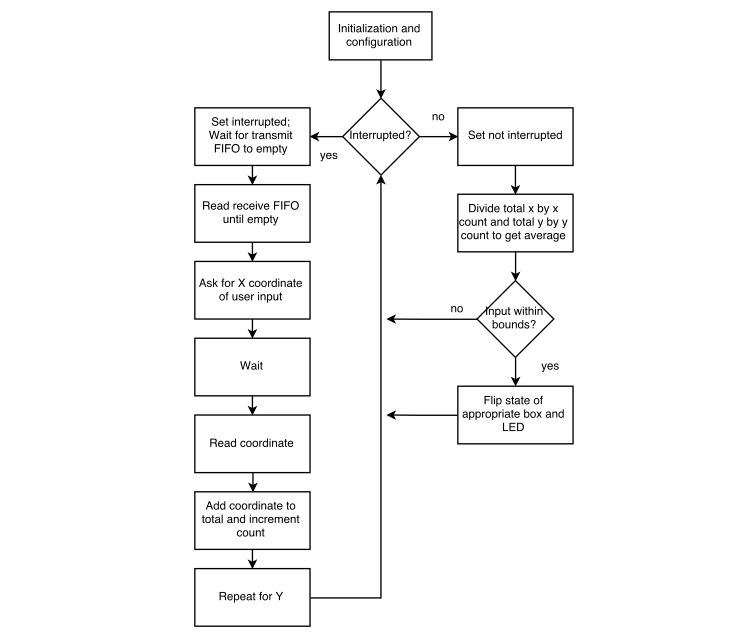 Initialization and
configuration
Interrupted?
yes
no
Set interrupted;
Wait for transmit
FIFO to empty
Read receive FIFO
until empty
Ask for X coordinate
of user input
Wait
Read coordinate
Add coordinate to
total and increment
count
Repeat for Y
Set not interrupted
Divide total x by x
count and total y by y
count to get average
Input within
bounds?
no
yes
Flip state of
appropriate box and
LED